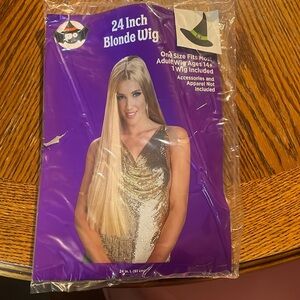 24 Inch
Blonde Wig
One Size Fits Most
Adult Wig Ages 14+
1 Wig Included
Accessories and
Apparel Not
Included